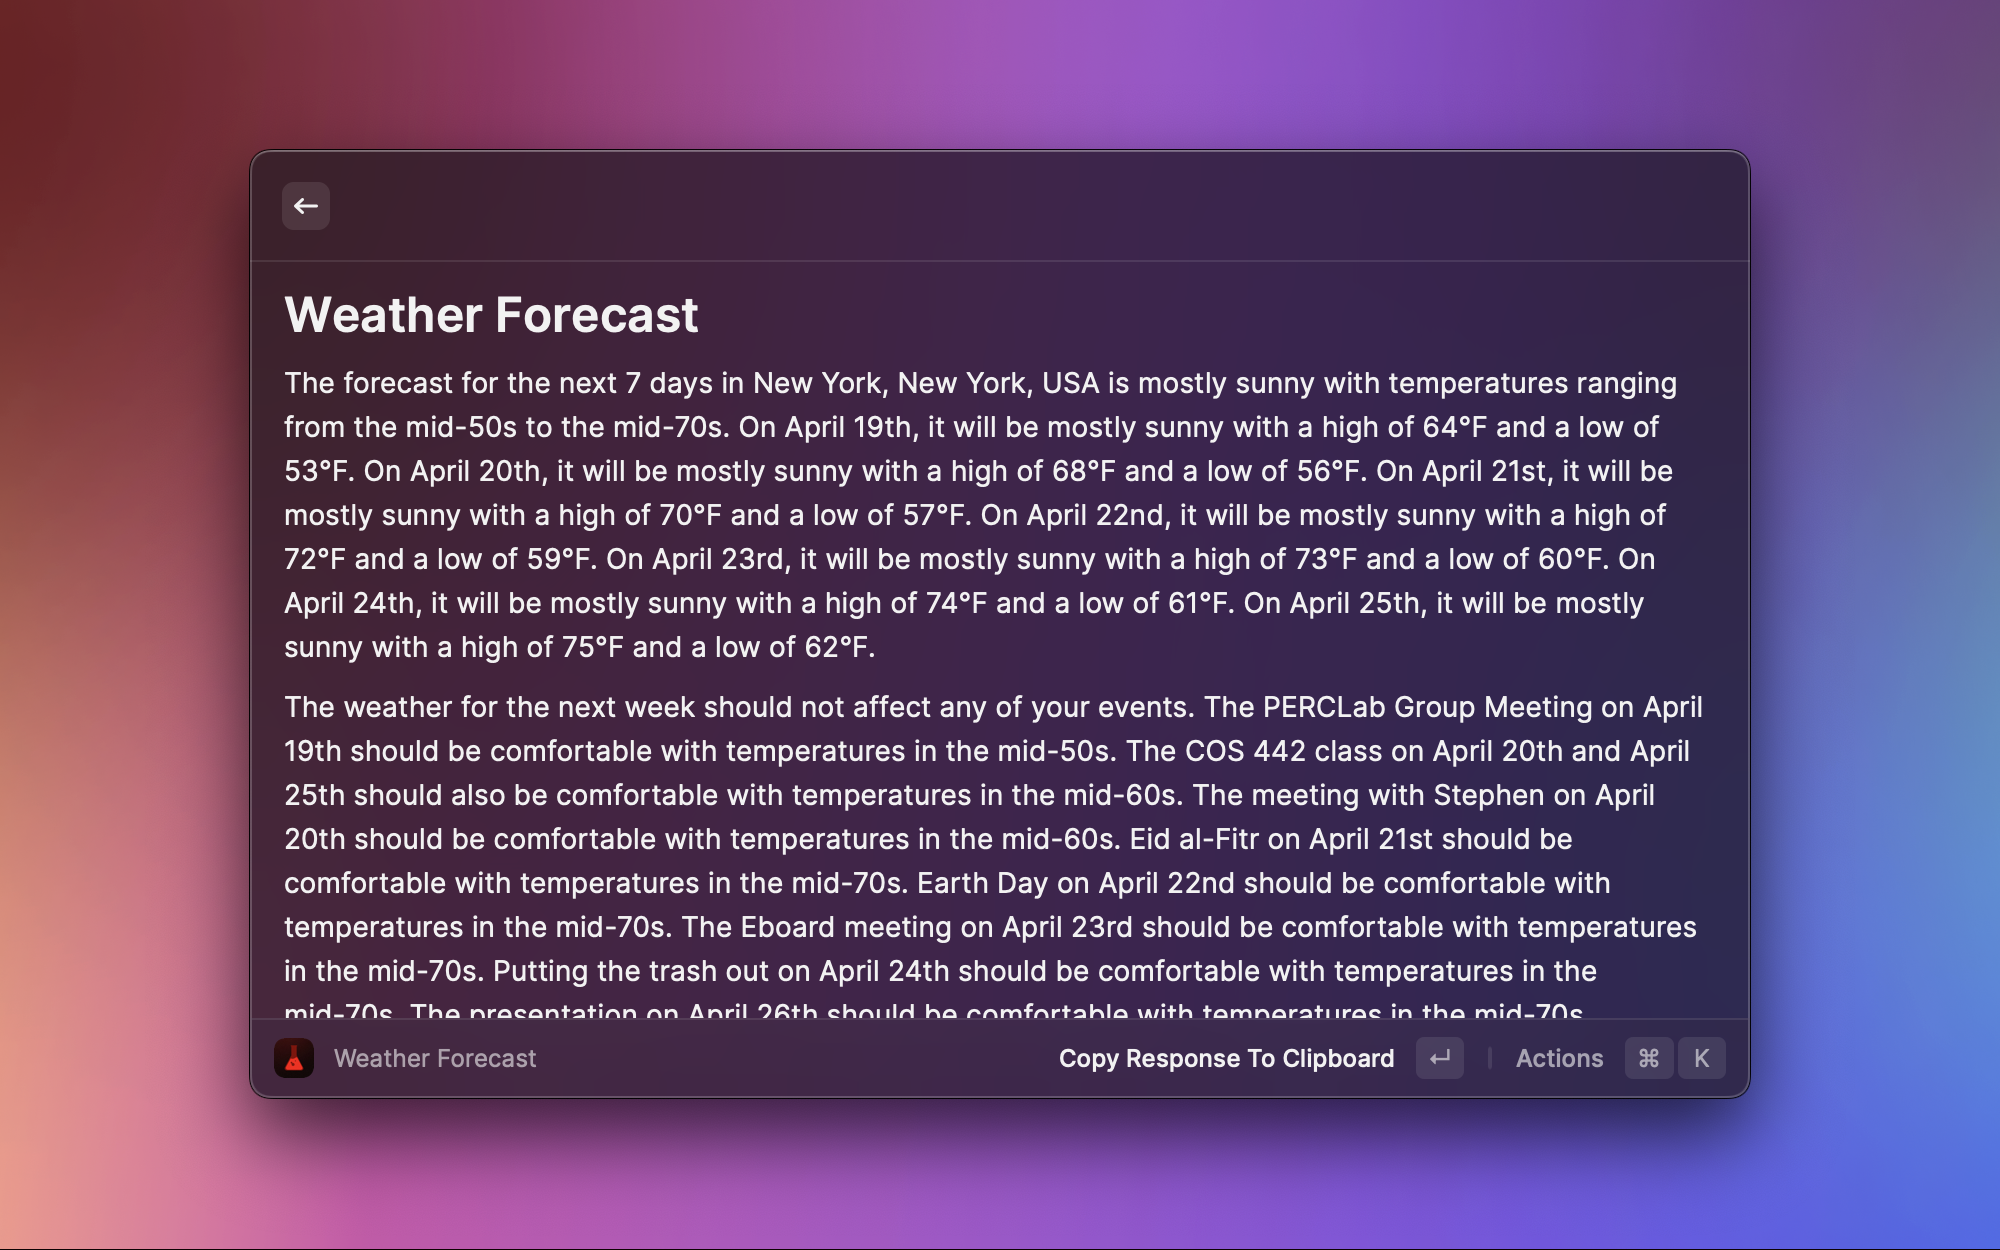 Weather Forecast
The forecast for the next 7 days in New York, New York, USA is mostly sunny with temperatures ranging
from the mid-50s to the mid-70s. On April 19th, it will be mostly sunny with a high of 64°F and a low of
53°F. On April 20th, it will be mostly sunny with a high of 68°F and a low of 56°F. On April 21st, it will be
mostly sunny with a high of 70°F and a low of 57°F. On April 22nd, it will be mostly sunny with a high of
72°F and a low of 59°F. On April 23rd, it will be mostly sunny with a high of 73°F and a low of 60°F. On
April 24th, it will be mostly sunny with a high of 74°F and a low of 61°F. On April 25th, it will be mostly
sunny with a high of 75°F and a low of 62°F.
The weather for the next week should not affect any of your events. The PERCLab Group Meeting on April
19th should be comfortable with temperatures in the mid-50s. The COS 442 class on April 20th and April
25th should also be comfortable with temperatures in the mid-60s. The meeting with Stephen on April
20th should be comfortable with temperatures in the mid-60s. Eid al-Fitr on April 21st should be
comfortable with temperatures in the mid-70s. Earth Day on April 22nd should be comfortable with
temperatures in the mid-70s. The Eboard meeting on April 23rd should be comfortable with temperatures
in the mid-70s. Putting the trash out on April 24th should be comfortable with temperatures in the
mid-70s. The presentation on April 26th should be comfortable with temperatures in the mid-70s.
Weather Forecast
Copy Response To Clipboard
Actions ⌘ K